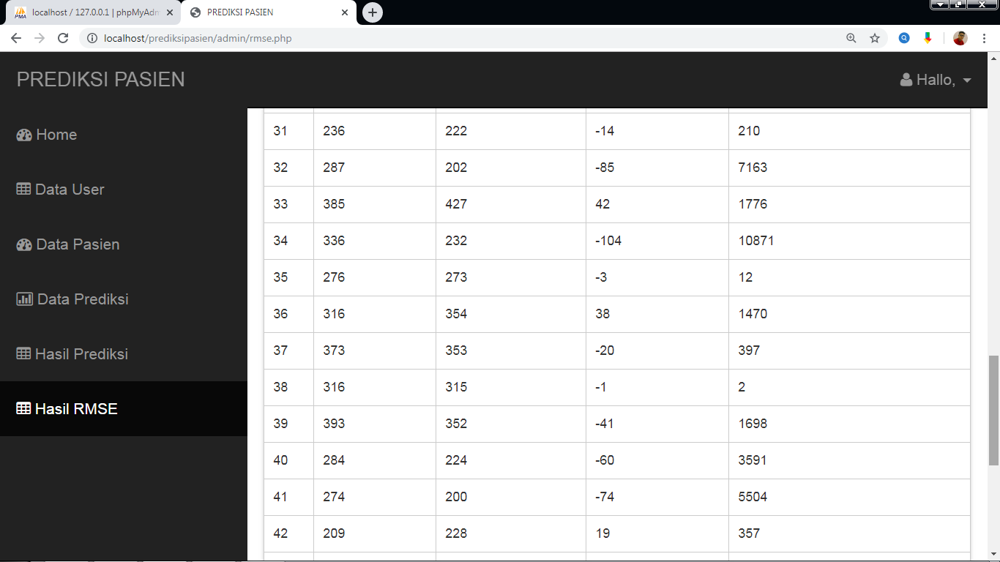 localhost / 127.0.0.1 | phpMyAdm
PREDIKSI PASIEN
localhost/prediksipasien/admin/rmse.php
PREDIKSI PASIEN
Hallo,
Home
Data User
Data Pasien
Data Prediksi
Hasil Prediksi
Hasil RMSE
31 236 222 -14 210
32 287 202 -85 7163
33 385 427 42 1776
34 336 232 -104 10871
35 276 273 -3 12
36 316 354 38 1470
37 373 353 -20 397
38 316 315 -1 2
39 393 352 -41 1698
40 284 224 -60 3591
41 274 200 -74 5504
42 209 228 19 357